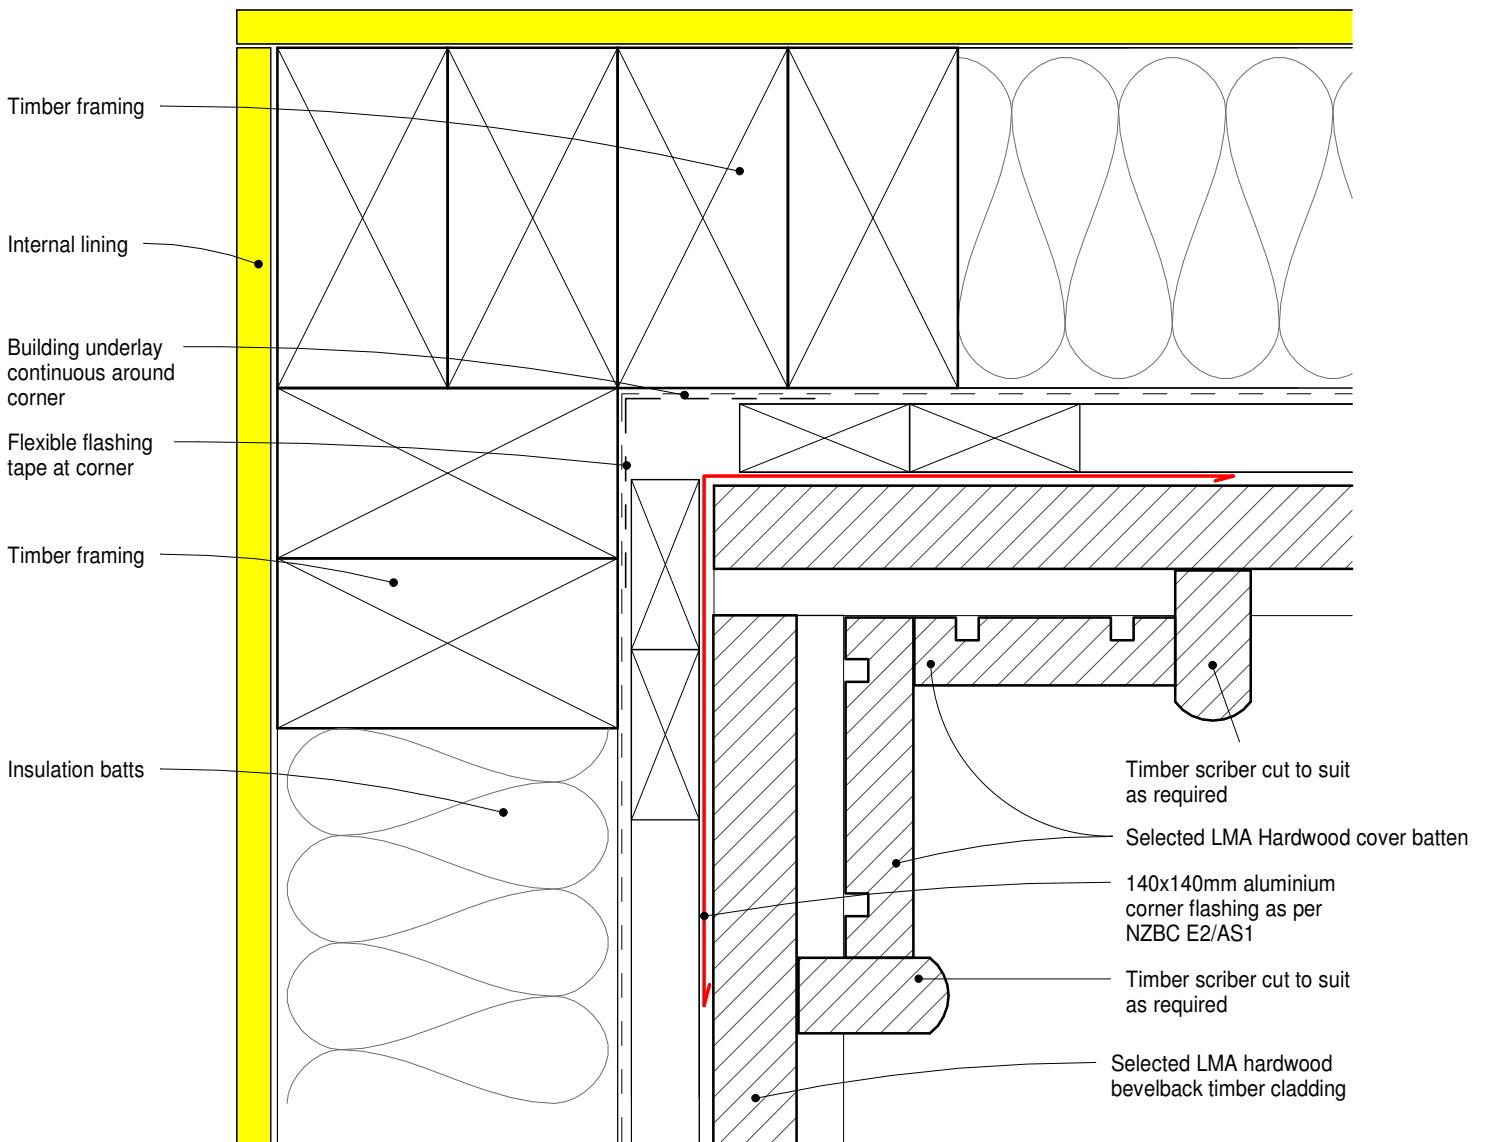 Timber framing
Internal lining
Building underlay
continuous around
corner
Flexible flashing
tape at corner
Timber framing
Insulation batts
Timber scriber cut to suit
as required
Selected LMA Hardwood cover batten
140x140mm aluminium
corner flashing as per
NZBC E2/AS1
Timber scriber cut to suit
as required
Selected LMA hardwood
bevelback timber cladding